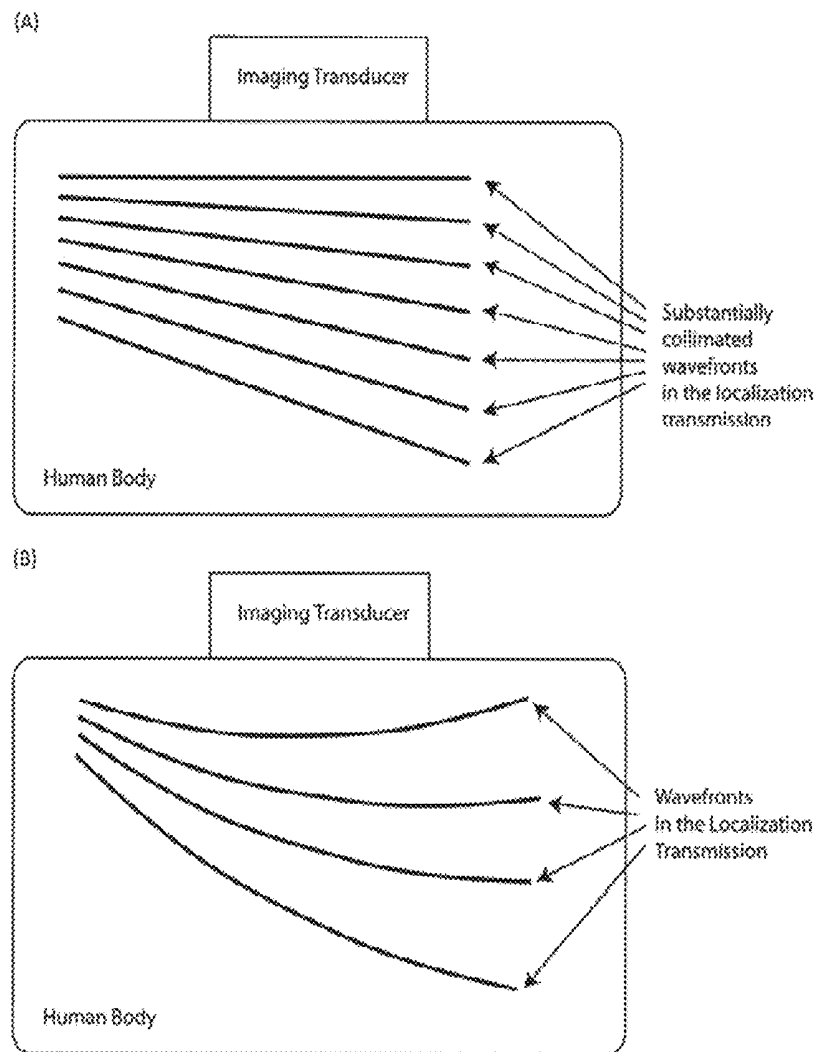 (A)
Imaging Transducer
Substantially
collimated
wavefronts
in the localization
transmission
Human Body
(B)
Imaging Transducer
Wavefronts
in the Localization
Transmission
Human Body